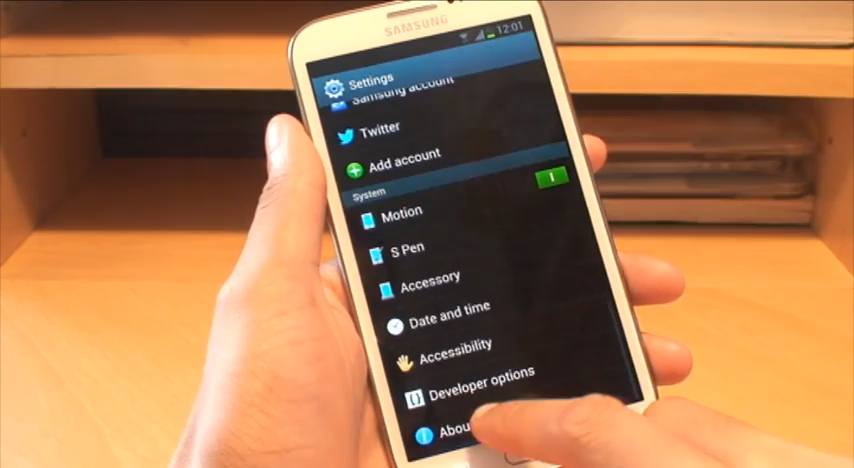 SAMSUNG
12:01
Settings
Samsung account
Twitter
Add account
System
Motion
S Pen
Accessory
Date and time
Accessibility
Developer options
Abou